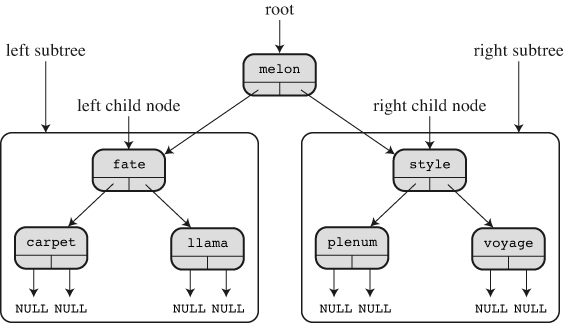 root
left subtree
right subtree
melon
left child node
right child node
fate
style
carpet
llama
plenum
voyage
NULL NULL NULL NULL NULL NULL NULL NULL